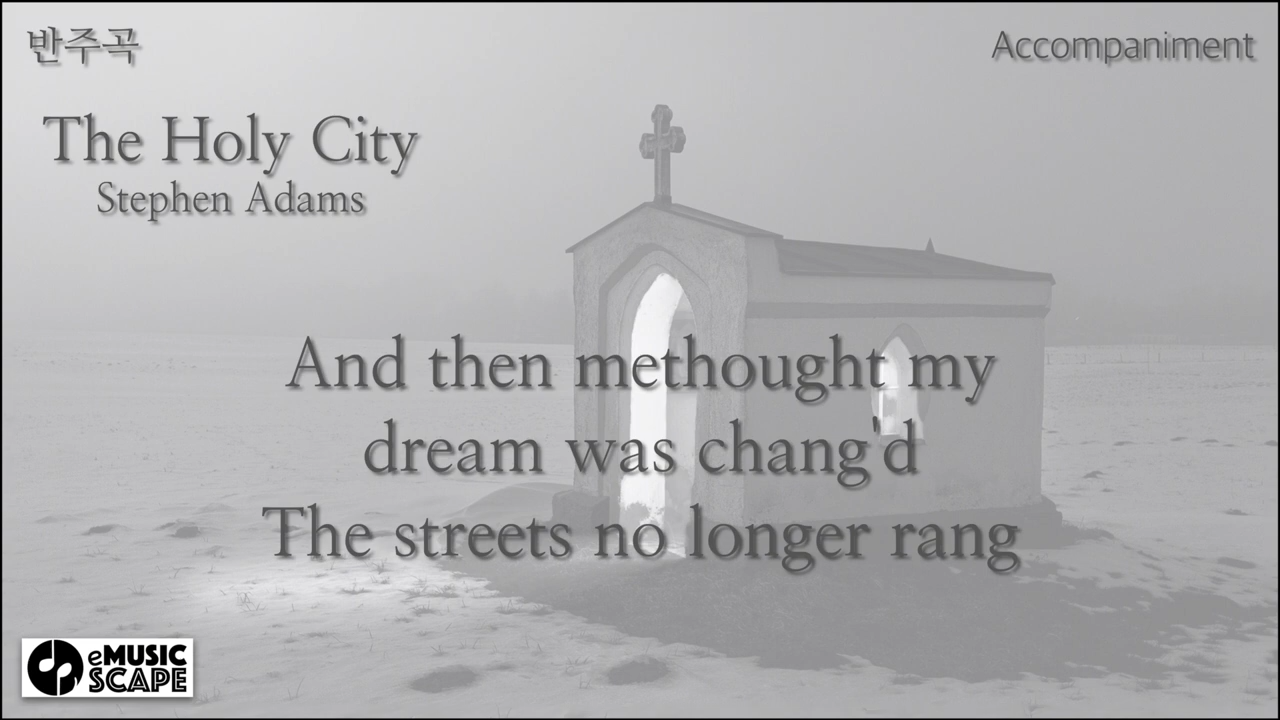 반주곡
Accompaniment
The Holy City
Stephen Adams
And then methought my
dream was chang'd
The streets no longer rang
eMUSIC
SCAPE